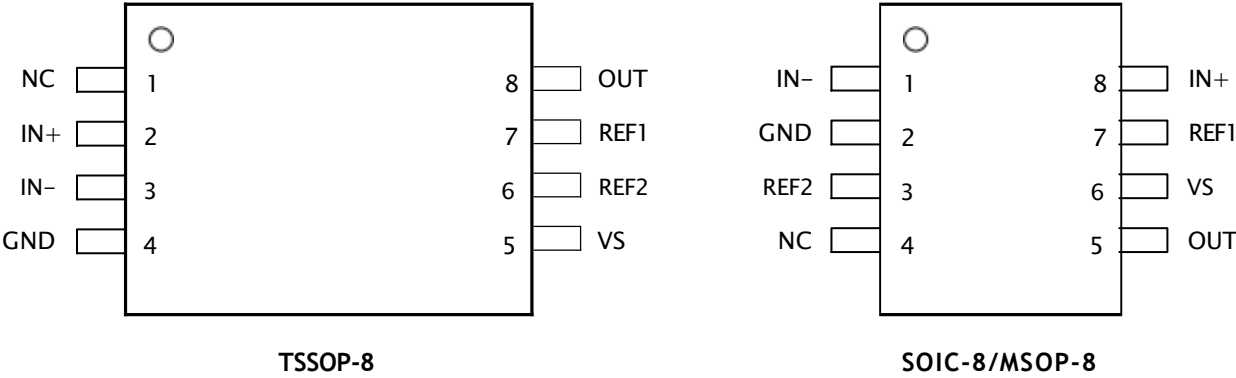 NC 1 8 OUT
IN+ 2 7 REF1
IN- 3 6 REF2
GND 4 5 VS
TSSOP-8
IN- 1 8 IN+
GND 2 7 REF1
REF2 3 6 VS
NC 4 5 OUT
SOIC-8/MSOP-8